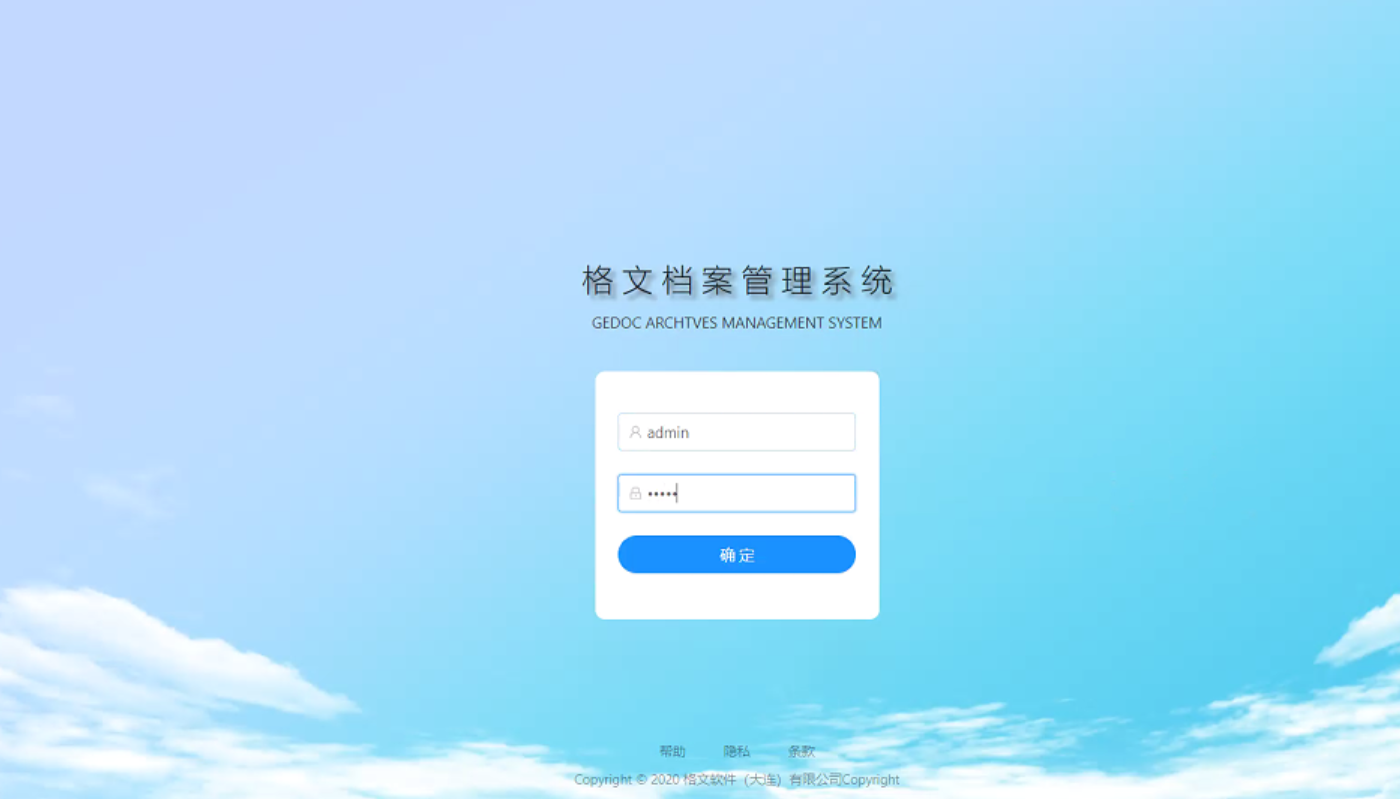 格文档案管理系统
GEDOC ARCHTVES MANAGEMENT SYSTEM
admin
•••••
确定
帮助 隐私 条款
Copyright © 2020 格文软件（大连）有限公司Copyright